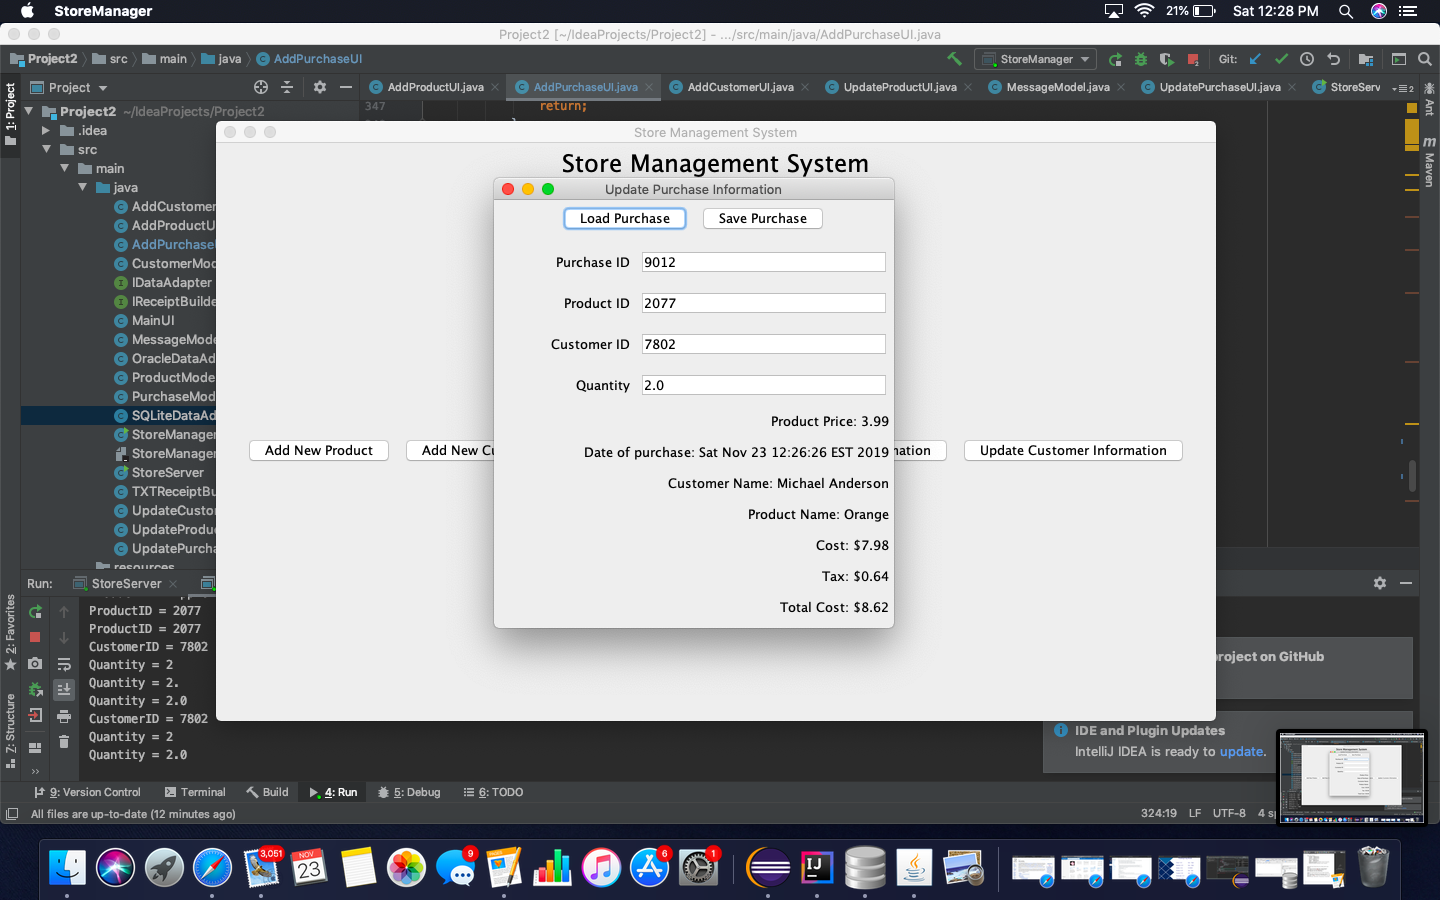 StoreManager
21%
Sat 12:28 PM
Project2 [~/IdeaProjects/Project2] - .../src/main/java/AddPurchaseUI.java
Project2
src
main
java
AddPurchaseUI
StoreManager
Git:
Project
AddProductUI.java
AddPurchaseUI.java
AddCustomerUI.java
UpdateProductUI.java
MessageModel.java
UpdatePurchaseUI.java
StoreServ
2
1: Project
Ant
Maven
347
return;
Project2 ~/IdeaProjects/Project2
.idea
src
main
java
AddCustomer
AddProductU
AddPurchase
CustomerMod
IDataAdapter
IReceiptBuilde
MainUI
MessageMode
OracleDataAd
ProductMode
PurchaseMod
SQLiteDataAd
StoreManager
StoreManager
StoreServer
TXTReceiptBu
UpdateCusto
UpdateProduc
UpdatePurcha
resources
Store Management System
Store Management System
Update Purchase Information
Load Purchase
Save Purchase
Purchase ID
9012
Product ID
2077
Customer ID
7802
Quantity
2.0
Product Price: 3.99
Date of purchase: Sat Nov 23 12:26:26 EST 2019
Customer Name: Michael Anderson
Product Name: Orange
Cost: $7.98
Tax: $0.64
Total Cost: $8.62
Add New Product
Add New Cu
nation
Update Customer Information
Run:
StoreServer
ProductID = 2077
ProductID = 2077
CustomerID = 7802
Quantity = 2
Quantity = 2.
Quantity = 2.0
CustomerID = 7802
Quantity = 2
Quantity = 2.0
2: Favorites
Z: Structure
roject on GitHub
IDE and Plugin Updates
IntelliJ IDEA is ready to update.
9: Version Control
Terminal
Build
4: Run
5: Debug
6: TODO
All files are up-to-date (12 minutes ago)
324:19
LF
UTF-8
4 sp
3,051
NOV
23
9
6
1
IJ